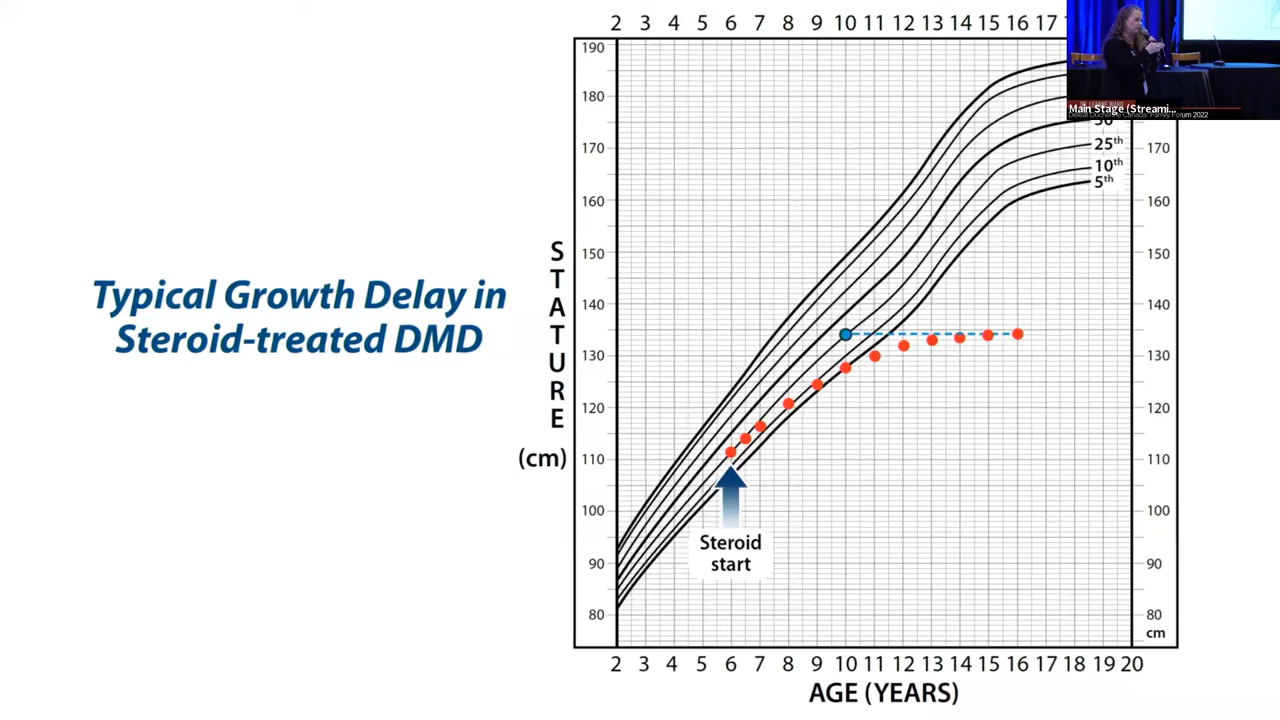 2 3 4 5 6 7 8 9 10 11 12 13 14 15 16 17
190
180
170 170
160 160
150 150
140 140
130 130
120 120
110 110
100 100
90 90
80 80
cm
25th
10th
5th
STATURE
(cm)
Typical Growth Delay in
Steroid-treated DMD
Steroid
start
2 3 4 5 6 7 8 9 10 11 12 13 14 15 16 17 18 19 20
AGE (YEARS)
Main Stage (Streami...
Family Forum 2022